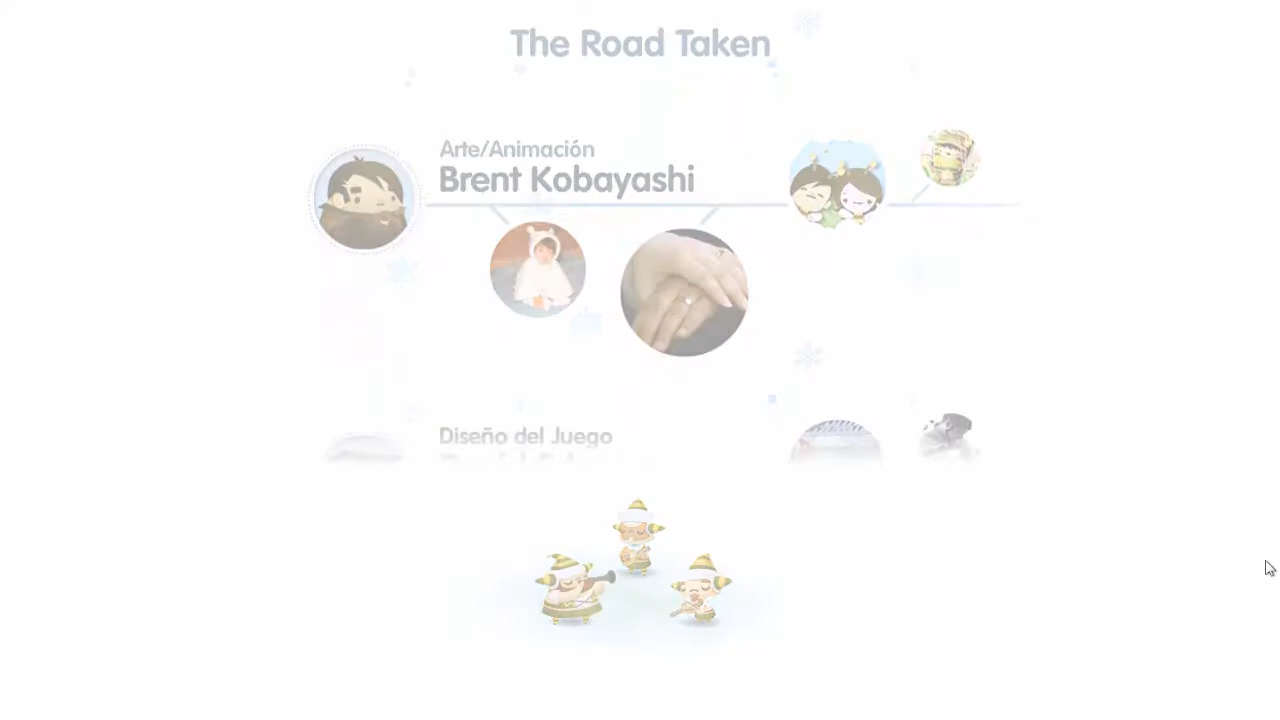 The Road Taken
Arte/Animación
Brent Kobayashi
Diseño del Juego